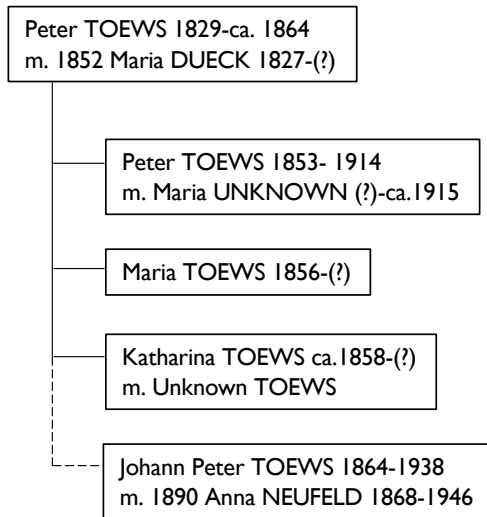 Peter TOEWS 1829-ca. 1864
m. 1852 Maria DUECK 1827-(?)
Peter TOEWS 1853- 1914
m. Maria UNKNOWN (?)-ca.1915
Maria TOEWS 1856-(?)
Katharina TOEWS ca.1858-(?)
m. Unknown TOEWS
Johann Peter TOEWS 1864-1938
m. 1890 Anna NEUFELD 1868-1946